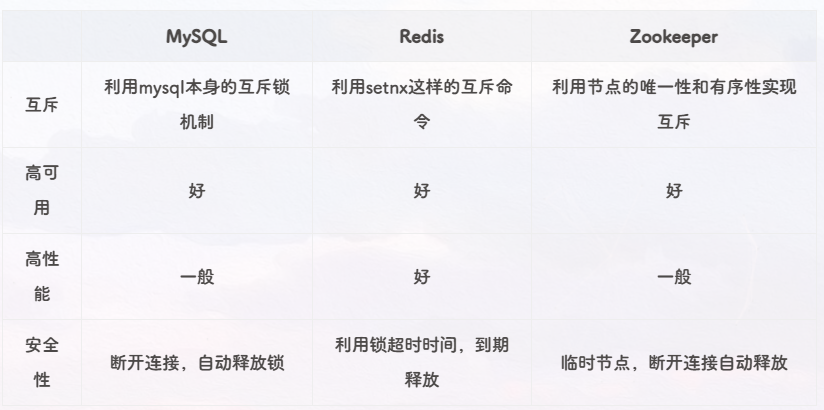 MySQL Redis Zookeeper
互斥 利用mysql本身的互斥锁机制 利用setnx这样的互斥命令 利用节点的唯一性和有序性实现互斥
高可用 好 好 好
高性能 一般 好 一般
安全性 断开连接，自动释放锁 利用锁超时时间，到期释放 临时节点，断开连接自动释放